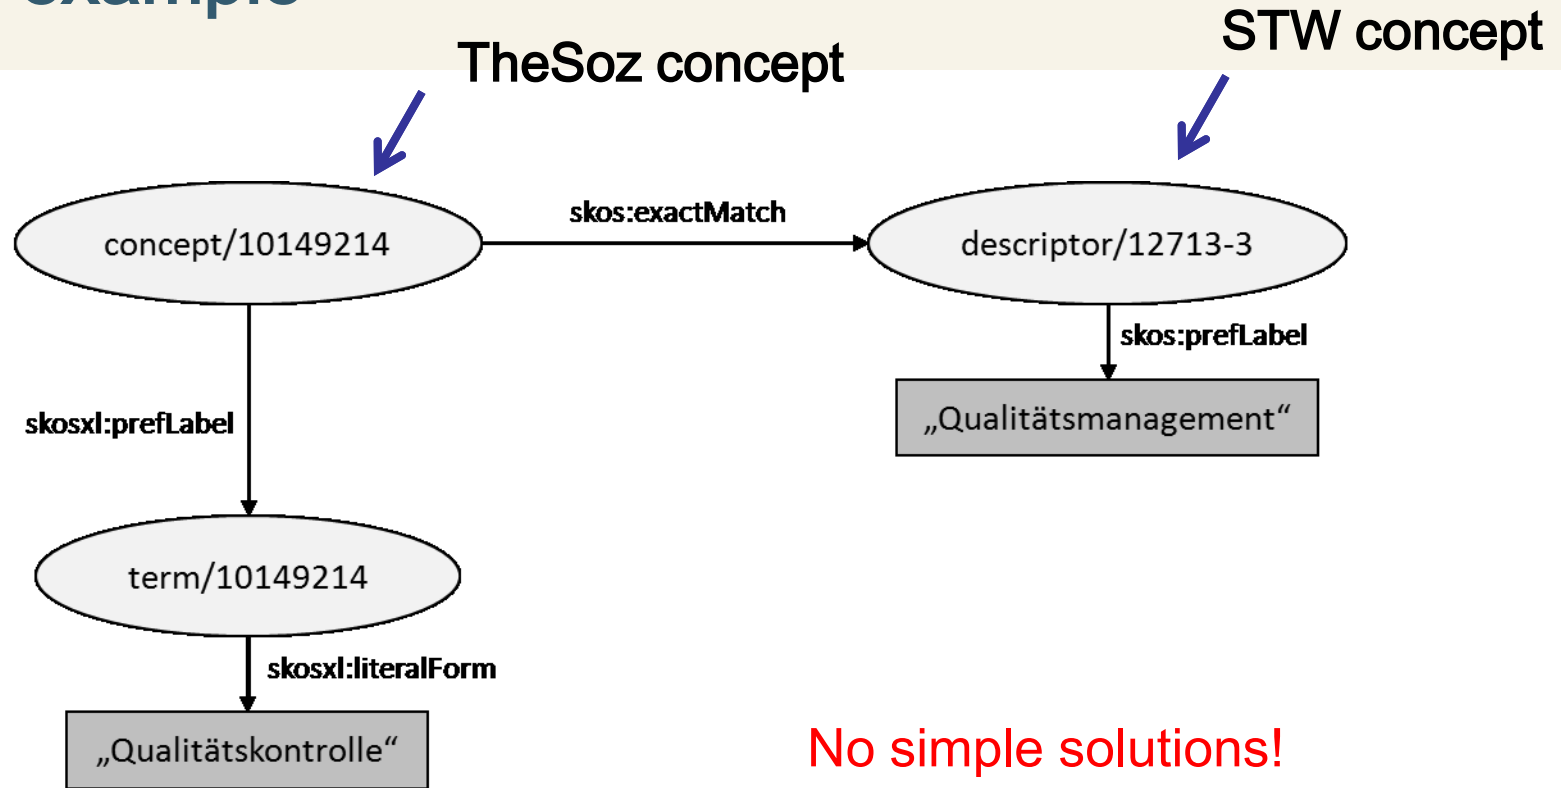 example
TheSoz concept
STW concept
concept/10149214
skos:exactMatch
descriptor/12713-3
skos:prefLabel
„Qualitätsmanagement“
skosxl:prefLabel
term/10149214
skosxl:literalForm
„Qualitätskontrolle“
No simple solutions!